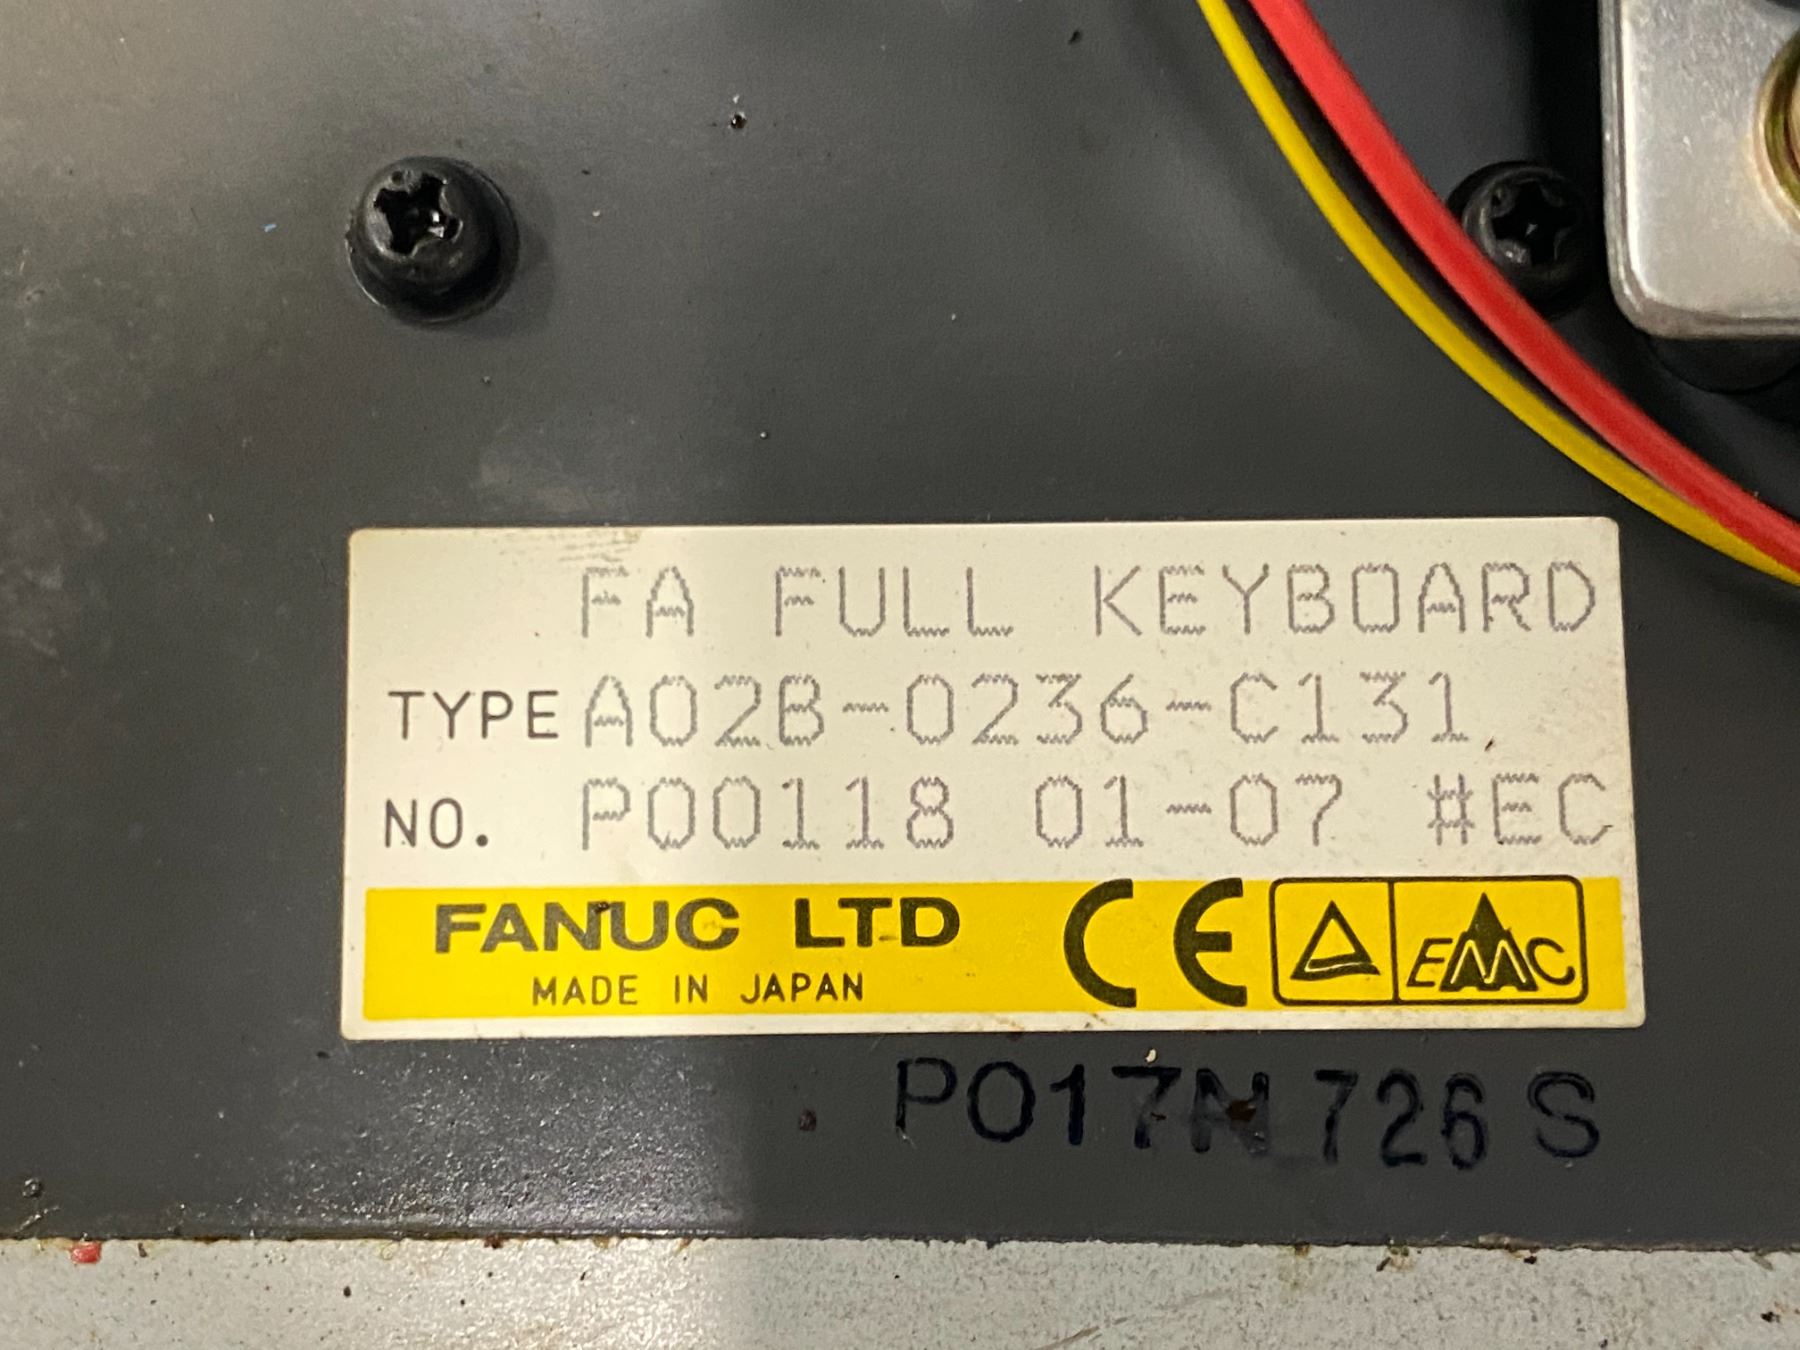 FA FULL KEYBOARD
TYPE A02B-0236-C131
NO. P00118 01-07 #EC
FANUC LTD
MADE IN JAPAN
CE
EMC
P017N 726 S